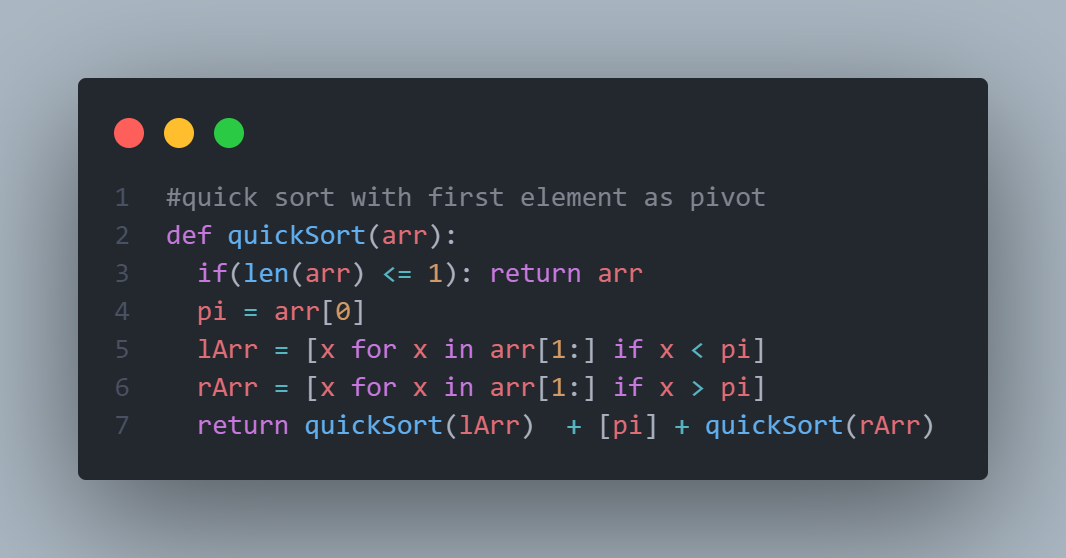 1 #quick sort with first element as pivot
2 def quickSort(arr):
3   if(len(arr) <= 1): return arr
4   pi = arr[0]
5   lArr = [x for x in arr[1:] if x < pi]
6   rArr = [x for x in arr[1:] if x > pi]
7   return quickSort(lArr)  + [pi] + quickSort(rArr)